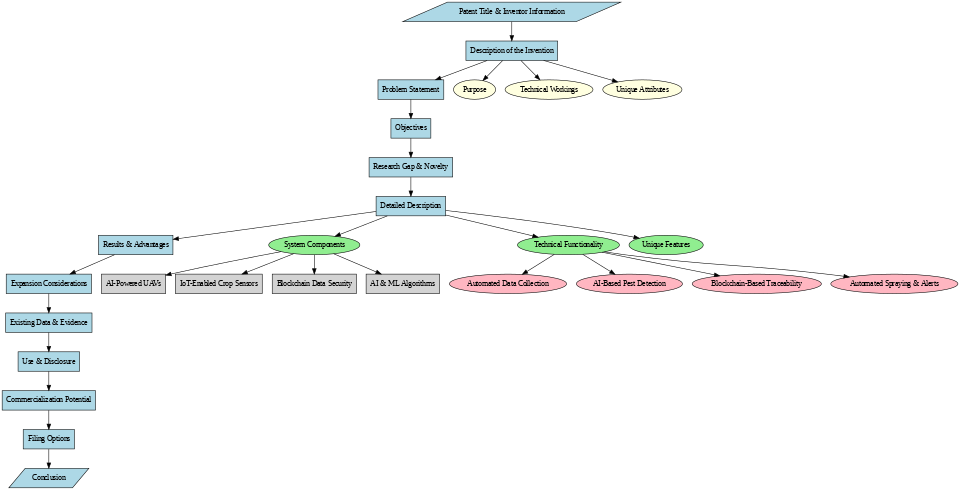 Patent Title & Inventor Information
Description of the Invention
Problem Statement
Purpose
Technical Workings
Unique Attributes
Objectives
Research Gap & Novelty
Detailed Description
Results & Advantages
System Components
Technical Functionality
Unique Features
Expansion Considerations
AI-Powered UAVs
IoT-Enabled Crop Sensors
Blockchain Data Security
AI & ML Algorithms
Automated Data Collection
AI-Based Pest Detection
Blockchain-Based Traceability
Automated Spraying & Alerts
Existing Data & Evidence
Use & Disclosure
Commercialization Potential
Filing Options
Conclusion